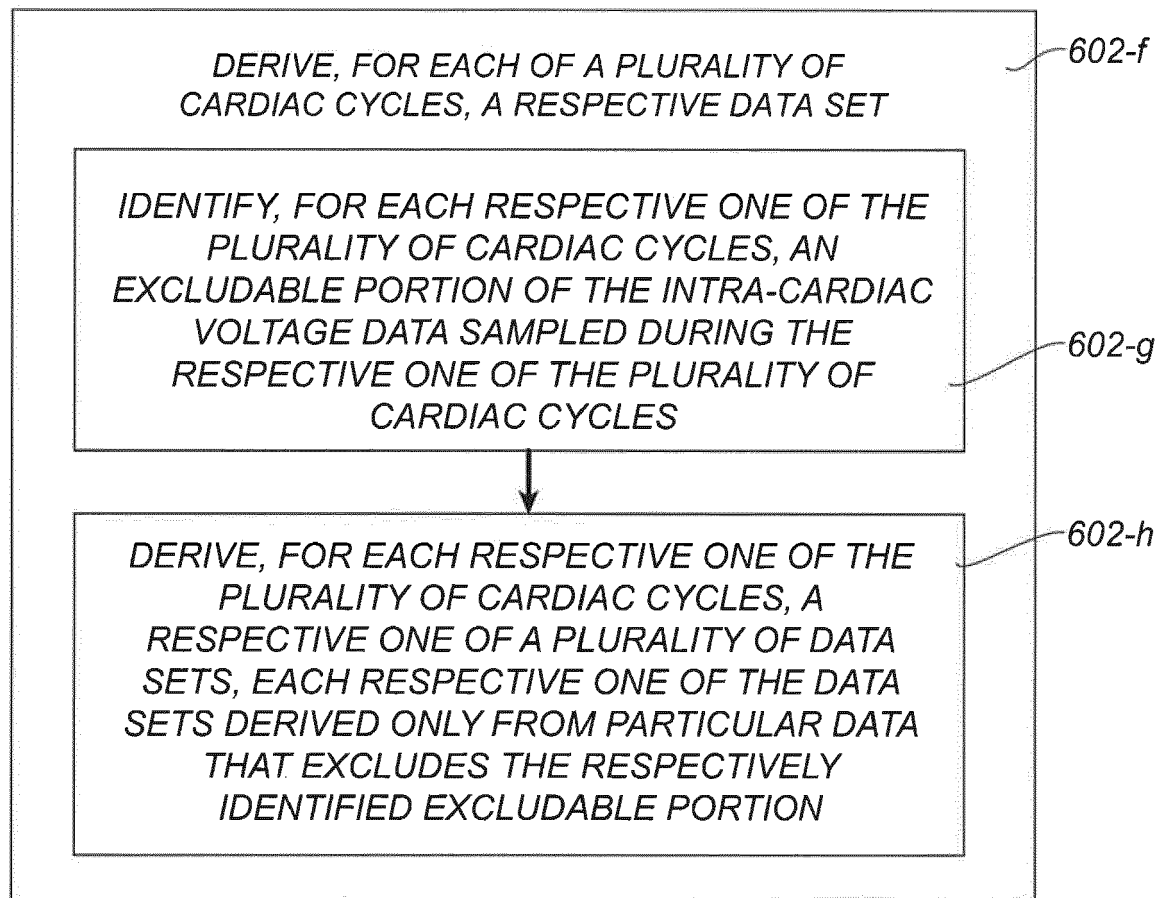 DERIVE, FOR EACH OF A PLURALITY OF
CARDIAC CYCLES, A RESPECTIVE DATA SET
602-f
IDENTIFY, FOR EACH RESPECTIVE ONE OF THE
PLURALITY OF CARDIAC CYCLES, AN
EXCLUDABLE PORTION OF THE INTRA-CARDIAC
VOLTAGE DATA SAMPLED DURING THE
RESPECTIVE ONE OF THE PLURALITY OF
CARDIAC CYCLES
602-g
DERIVE, FOR EACH RESPECTIVE ONE OF THE
PLURALITY OF CARDIAC CYCLES, A
RESPECTIVE ONE OF A PLURALITY OF DATA
SETS, EACH RESPECTIVE ONE OF THE DATA
SETS DERIVED ONLY FROM PARTICULAR DATA
THAT EXCLUDES THE RESPECTIVELY
IDENTIFIED EXCLUDABLE PORTION
602-h